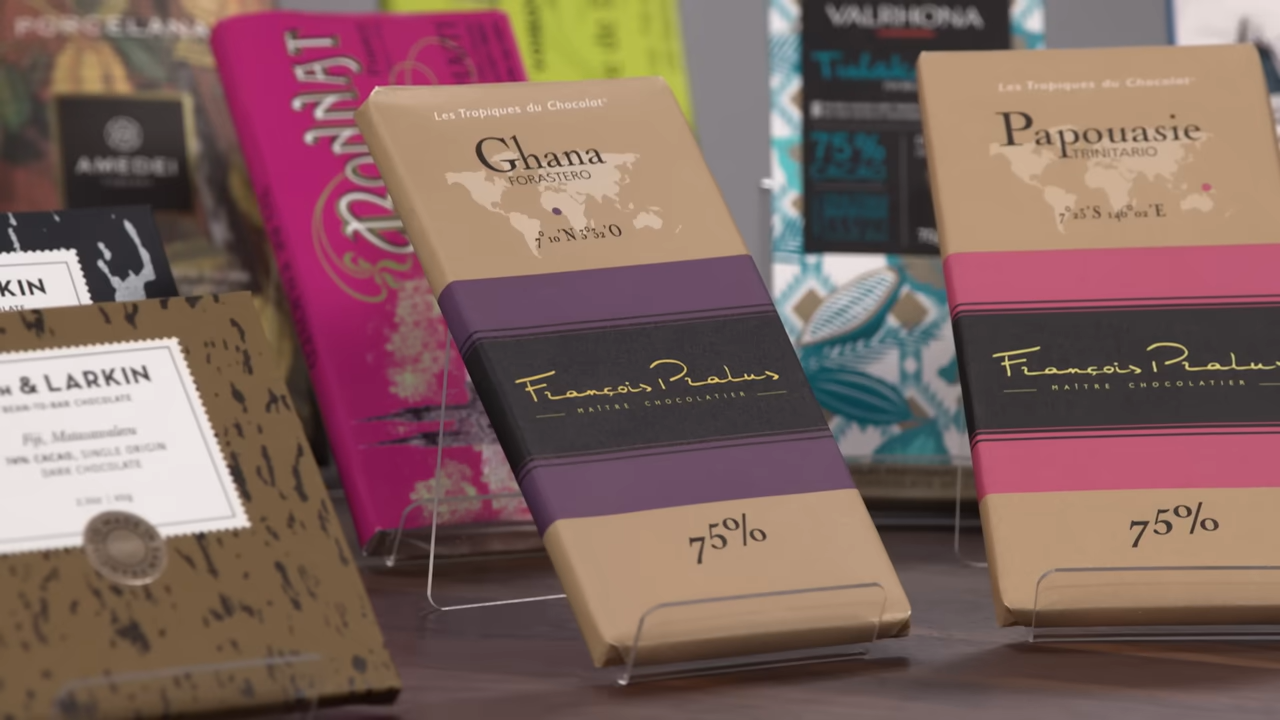 PORCELANA
AMEDEI
BONNAT
KIN
& LARKIN
BEAN-TO-BAR CHOCOLATE
Fiji, Matasawalevu
70% CACAO, SINGLE ORIGIN
DARK CHOCOLATE
Les Tropiques du Chocolat
Ghana
FORASTERO
7°10'N 3°32'O
François Pralus
MAÎTRE CHOCOLATIER
75%
VALRHONA
75%
Les Tropiques du Chocolat
Papouasie
TRINITARIO
7°25'S 146°02'E
François Pralus
MAÎTRE CHOCOLATIER
75%